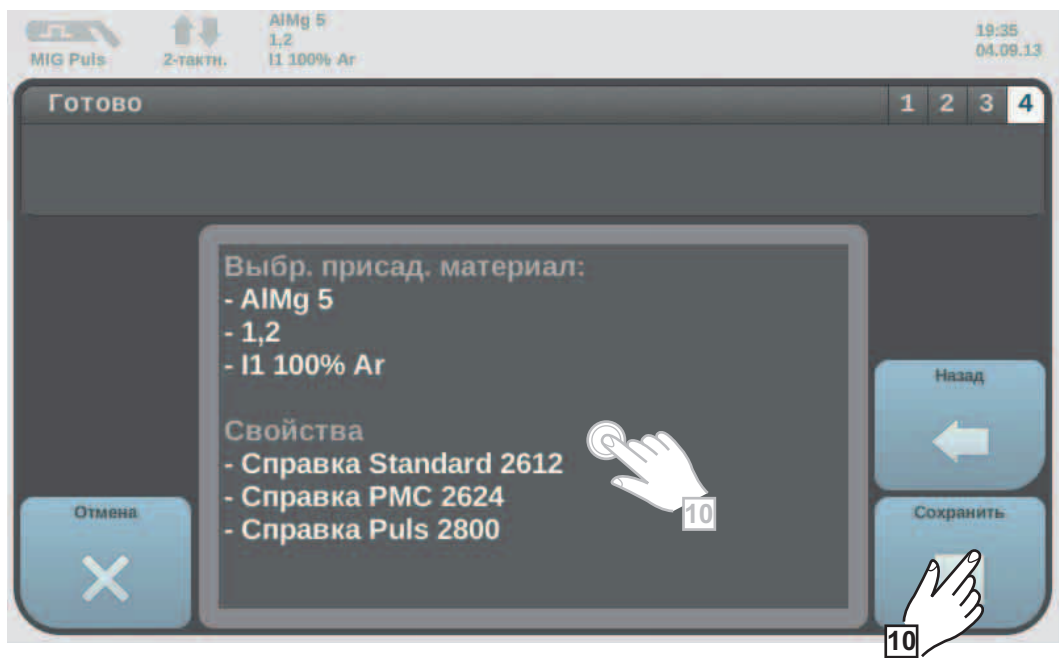 AlMg 5
1,2
MIG Puls 2-тактн. I1 100% Ar
19:35
04.09.13
Готово 1 2 3 4
Выбр. присад. материал:
- AlMg 5
- 1,2
- I1 100% Ar
Свойства
- Справка Standard 2612
- Справка PMC 2624
- Справка Puls 2800
10
Назад
Отмена
Сохранить
10